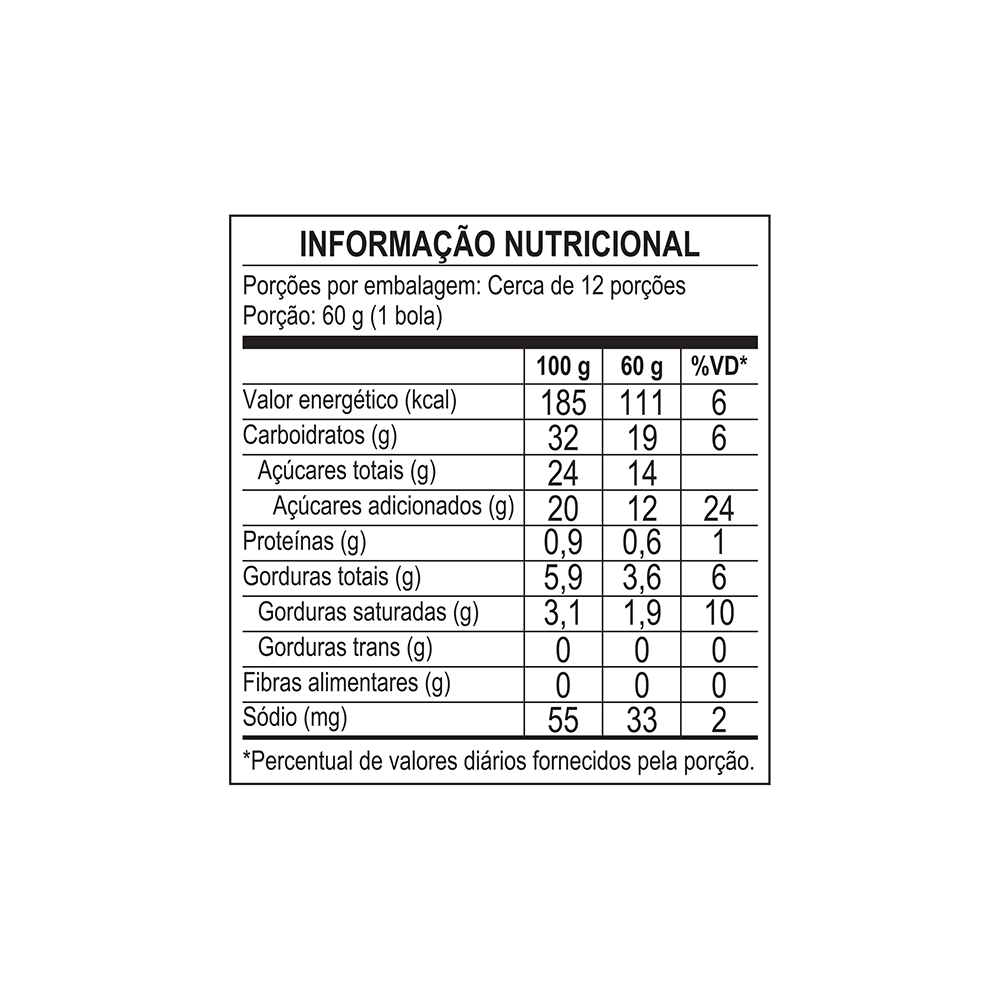 INFORMAÇÃO NUTRICIONAL
Porções por embalagem: Cerca de 12 porções
Porção: 60 g (1 bola)
100 g 60 g %VD*
Valor energético (kcal) 185 111 6
Carboidratos (g) 32 19 6
Açúcares totais (g) 24 14
Açúcares adicionados (g) 20 12 24
Proteínas (g) 0,9 0,6 1
Gorduras totais (g) 5,9 3,6 6
Gorduras saturadas (g) 3,1 1,9 10
Gorduras trans (g) 0 0 0
Fibras alimentares (g) 0 0 0
Sódio (mg) 55 33 2
*Percentual de valores diários fornecidos pela porção.